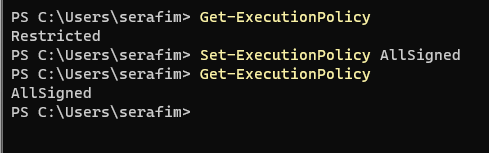 PS C:\Users\serafim> Get-ExecutionPolicy
Restricted
PS C:\Users\serafim> Set-ExecutionPolicy AllSigned
PS C:\Users\serafim> Get-ExecutionPolicy
AllSigned
PS C:\Users\serafim>